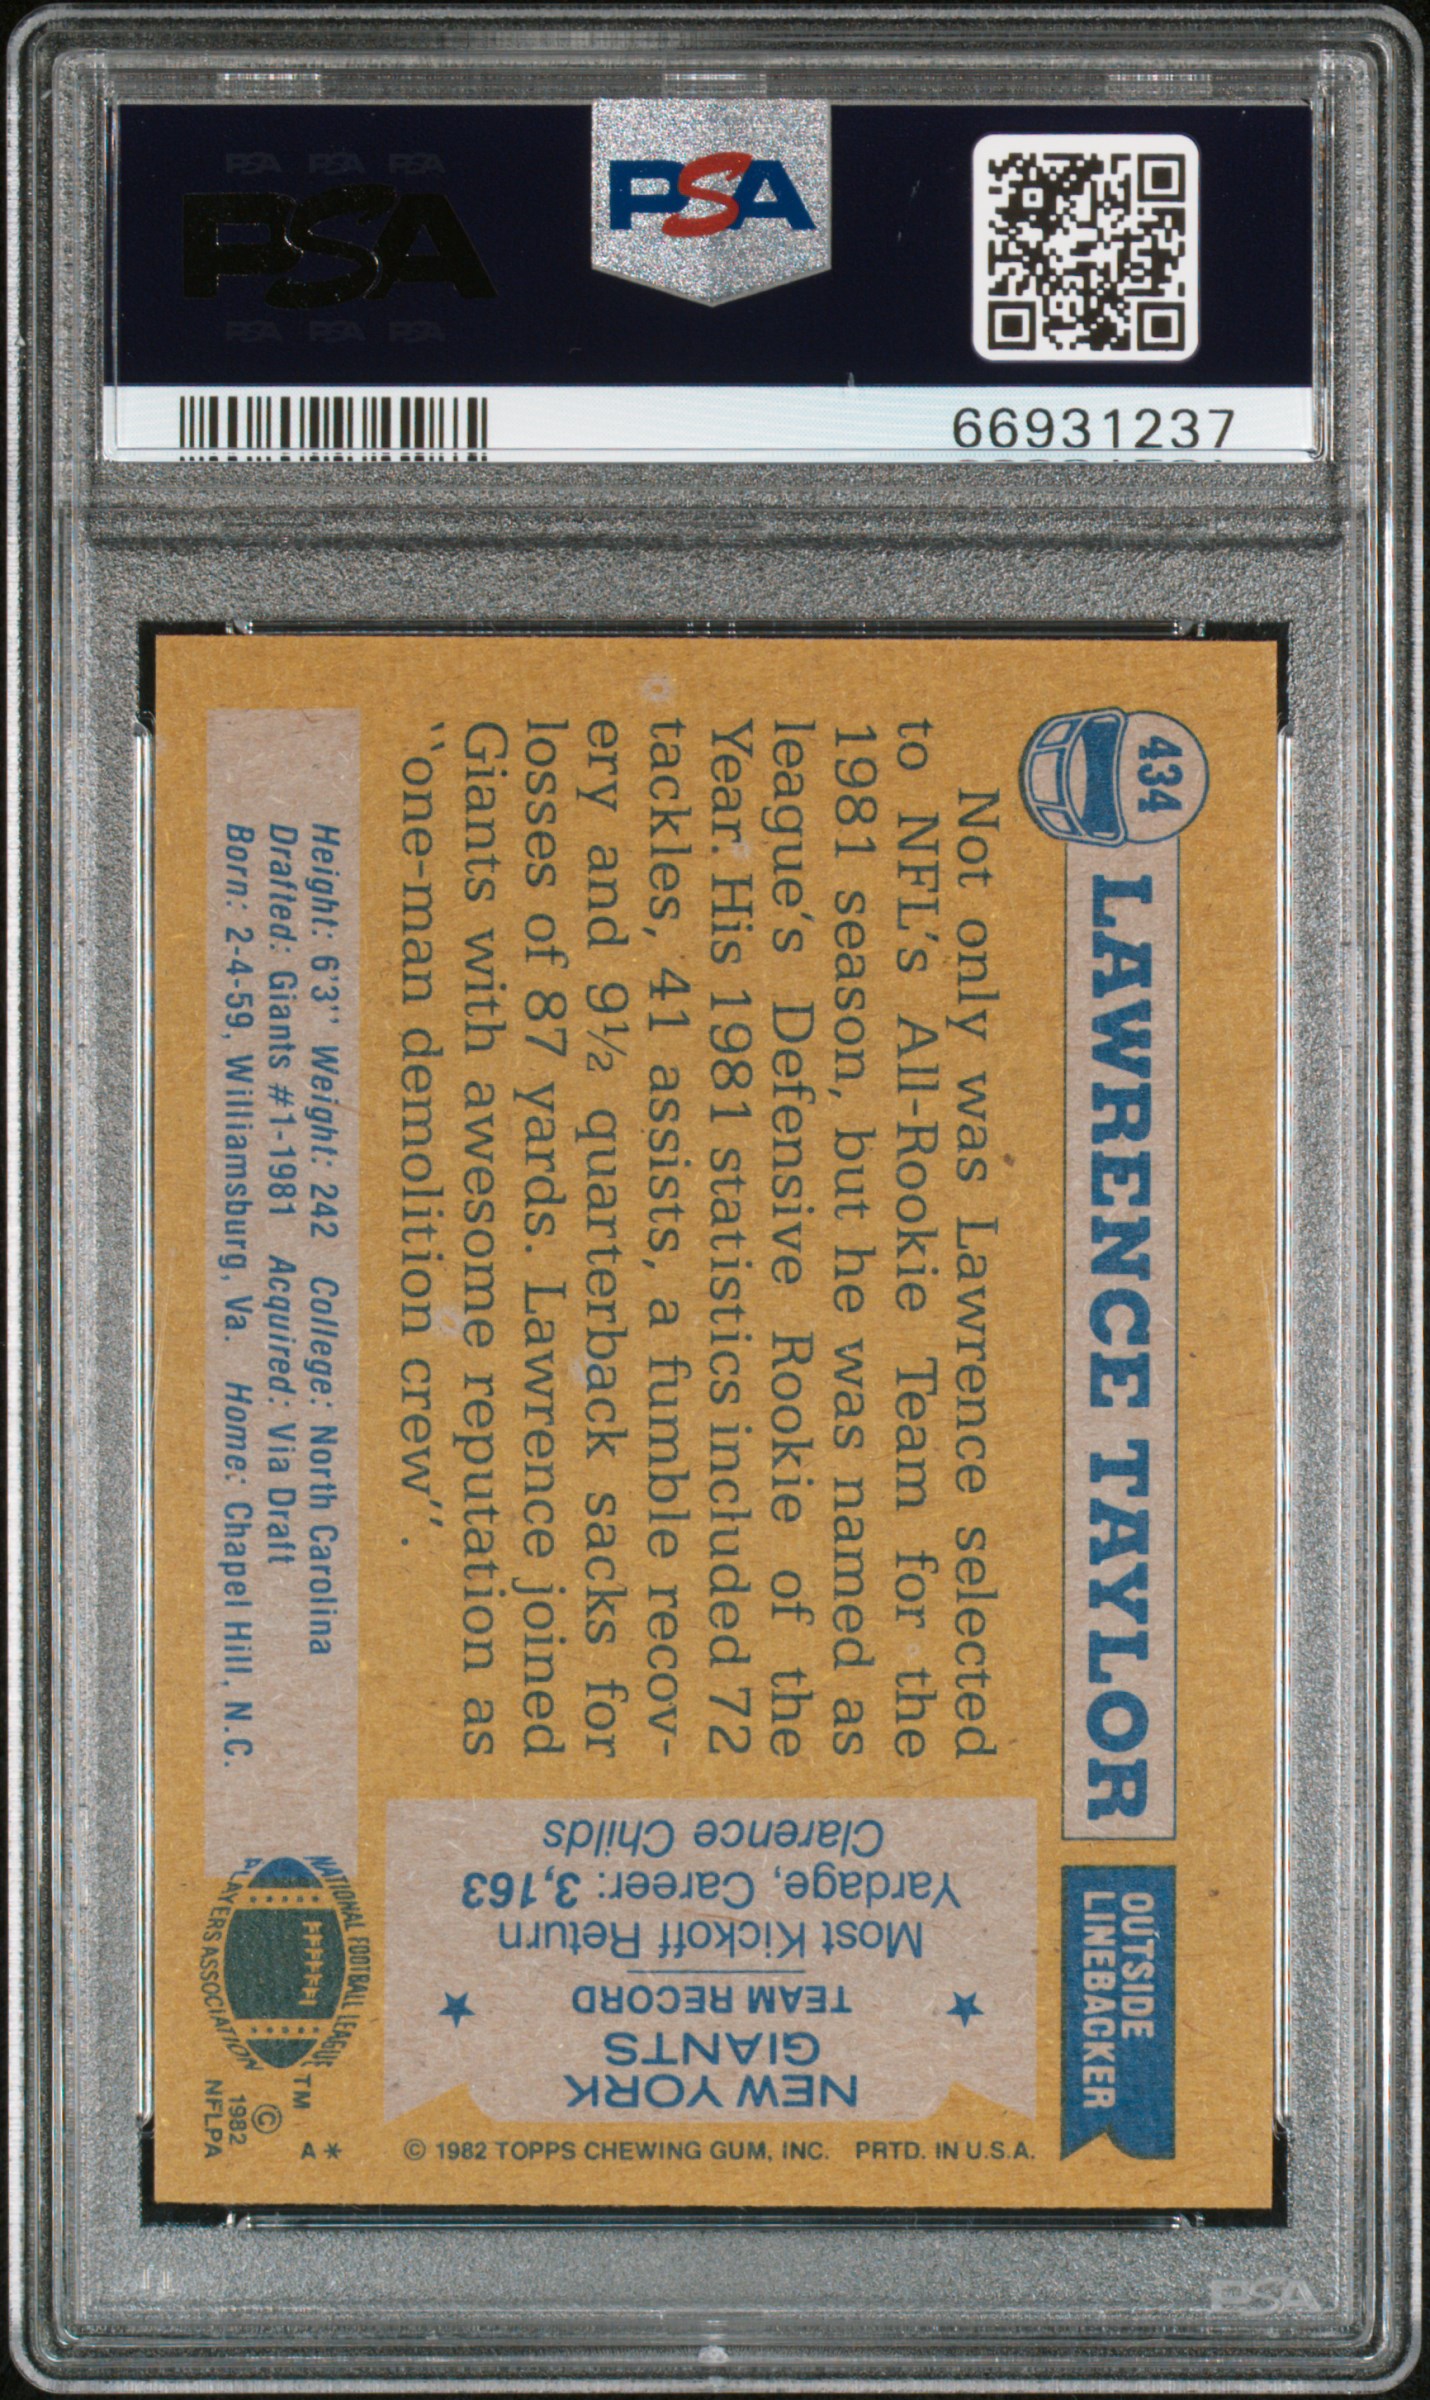 PSA PSA PSA
PSA
PSA PSA PSA
PSA
66931237
434
LAWRENCE TAYLOR
OUTSIDE
LINEBACKER
Not only was Lawrence selected
to NFL's All-Rookie Team for the
1981 season, but he was named as
league's Defensive Rookie of the
Year. His 1981 statistics included 72
tackles, 41 assists, a fumble recov-
ery and 9½ quarterback sacks for
losses of 87 yards. Lawrence joined
Giants with awesome reputation as
"one-man demolition crew".
Height: 6'3" Weight: 242 College: North Carolina
Drafted: Giants #1-1981 Acquired: Via Draft
Born: 2-4-59, Williamsburg, Va. Home: Chapel Hill, N.C.
NEW YORK
GIANTS
TEAM RECORD
Most Kickoff Return
Yardage, Career: 3,163
Clarence Childs
NATIONAL FOOTBALL LEAGUE
PLAYERS ASSOCIATION
TM
©
1982
NFLPA
A*
© 1982 TOPPS CHEWING GUM, INC. PRTD. IN U.S.A.
PSA